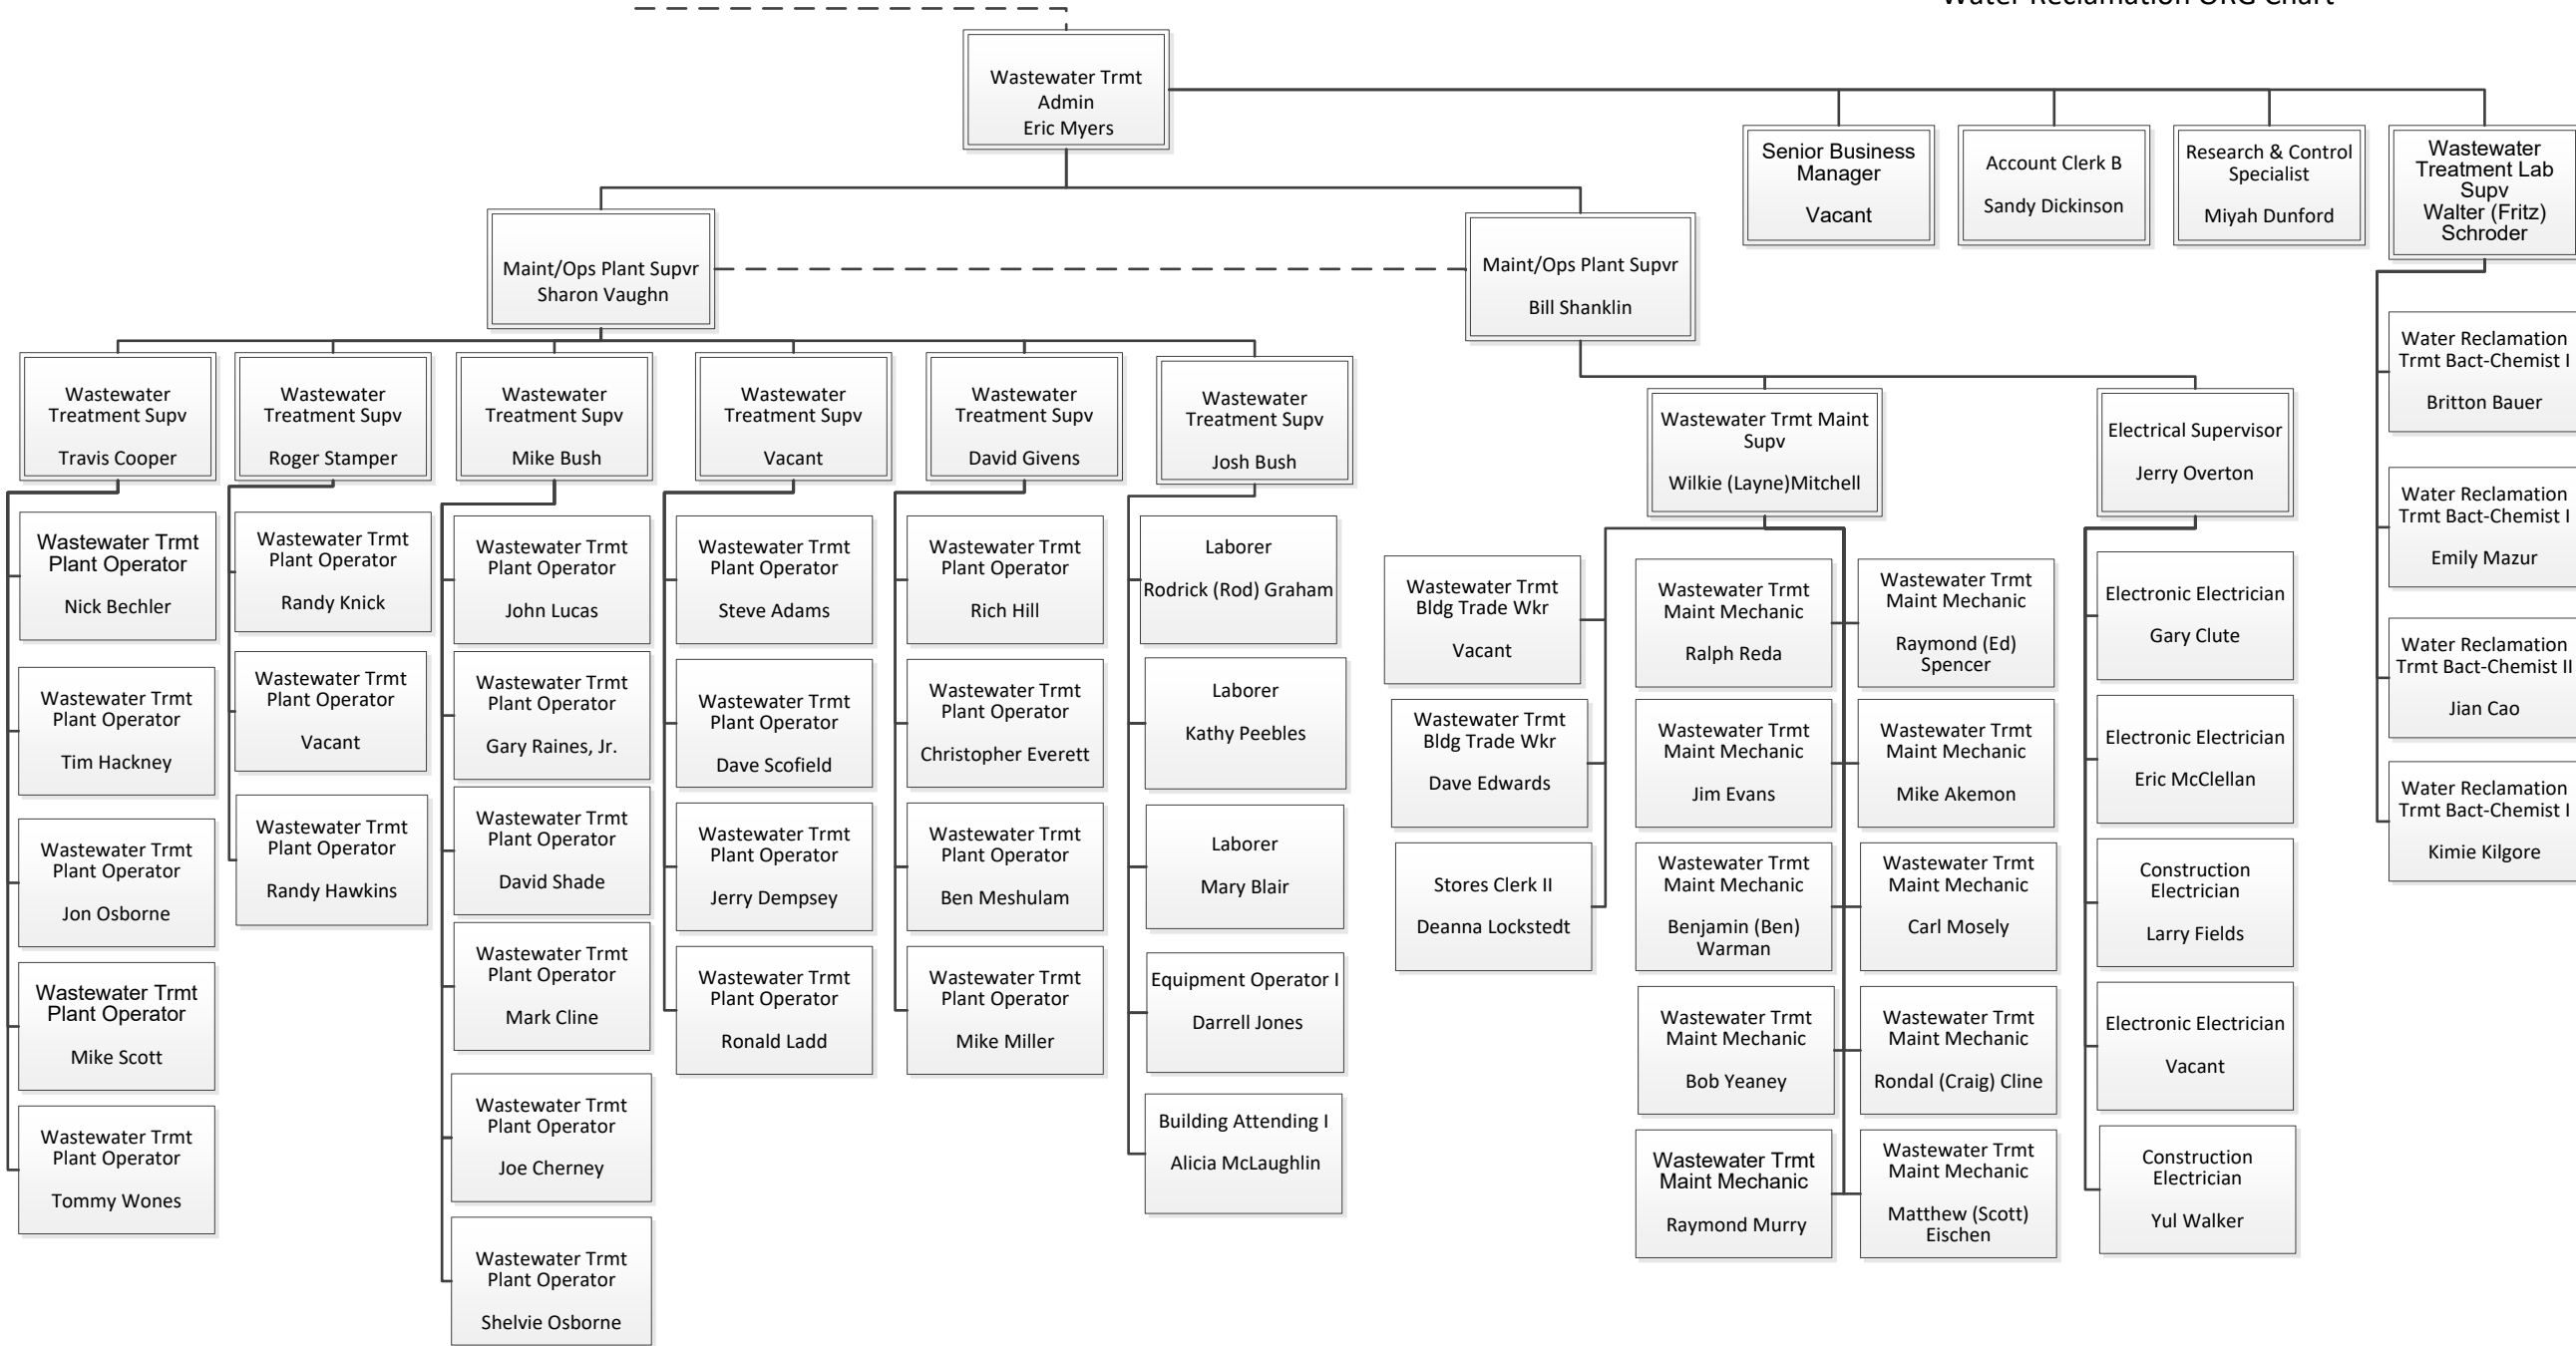 Water Reclamation ORG Chart
Wastewater Trmt
Admin
Eric Myers
Senior Business
Manager
Vacant
Account Clerk B
Sandy Dickinson
Research & Control
Specialist
Miyah Dunford
Wastewater
Treatment Lab
Supv
Walter (Fritz)
Schroder
Maint/Ops Plant Supvr
Sharon Vaughn
Maint/Ops Plant Supvr
Bill Shanklin
Wastewater
Treatment Supv
Travis Cooper
Wastewater
Treatment Supv
Roger Stamper
Wastewater
Treatment Supv
Mike Bush
Wastewater
Treatment Supv
Vacant
Wastewater
Treatment Supv
David Givens
Wastewater
Treatment Supv
Josh Bush
Wastewater Trmt Maint
Supv
Wilkie (Layne)Mitchell
Electrical Supervisor
Jerry Overton
Wastewater Trmt
Plant Operator
Nick Bechler
Wastewater Trmt
Plant Operator
Tim Hackney
Wastewater Trmt
Plant Operator
Jon Osborne
Wastewater Trmt
Plant Operator
Mike Scott
Wastewater Trmt
Plant Operator
Tommy Wones
Wastewater Trmt
Plant Operator
Randy Knick
Wastewater Trmt
Plant Operator
Vacant
Wastewater Trmt
Plant Operator
Randy Hawkins
Wastewater Trmt
Plant Operator
John Lucas
Wastewater Trmt
Plant Operator
Gary Raines, Jr.
Wastewater Trmt
Plant Operator
David Shade
Wastewater Trmt
Plant Operator
Mark Cline
Wastewater Trmt
Plant Operator
Joe Cherney
Wastewater Trmt
Plant Operator
Shelvie Osborne
Wastewater Trmt
Plant Operator
Steve Adams
Wastewater Trmt
Plant Operator
Dave Scofield
Wastewater Trmt
Plant Operator
Jerry Dempsey
Wastewater Trmt
Plant Operator
Ronald Ladd
Wastewater Trmt
Plant Operator
Rich Hill
Wastewater Trmt
Plant Operator
Christopher Everett
Wastewater Trmt
Plant Operator
Ben Meshulam
Wastewater Trmt
Plant Operator
Mike Miller
Laborer
Rodrick (Rod) Graham
Laborer
Kathy Peebles
Laborer
Mary Blair
Equipment Operator I
Darrell Jones
Building Attending I
Alicia McLaughlin
Wastewater Trmt
Bldg Trade Wkr
Vacant
Wastewater Trmt
Bldg Trade Wkr
Dave Edwards
Stores Clerk II
Deanna Lockstedt
Wastewater Trmt
Maint Mechanic
Ralph Reda
Wastewater Trmt
Maint Mechanic
Jim Evans
Wastewater Trmt
Maint Mechanic
Benjamin (Ben)
Warman
Wastewater Trmt
Maint Mechanic
Bob Yeaney
Wastewater Trmt
Maint Mechanic
Raymond Murry
Wastewater Trmt
Maint Mechanic
Raymond (Ed)
Spencer
Wastewater Trmt
Maint Mechanic
Mike Akemon
Wastewater Trmt
Maint Mechanic
Carl Mosely
Wastewater Trmt
Maint Mechanic
Rondal (Craig) Cline
Wastewater Trmt
Maint Mechanic
Matthew (Scott)
Eischen
Electronic Electrician
Gary Clute
Electronic Electrician
Eric McClellan
Construction
Electrician
Larry Fields
Electronic Electrician
Vacant
Construction
Electrician
Yul Walker
Water Reclamation
Trmt Bact-Chemist I
Britton Bauer
Water Reclamation
Trmt Bact-Chemist I
Emily Mazur
Water Reclamation
Trmt Bact-Chemist II
Jian Cao
Water Reclamation
Trmt Bact-Chemist I
Kimie Kilgore